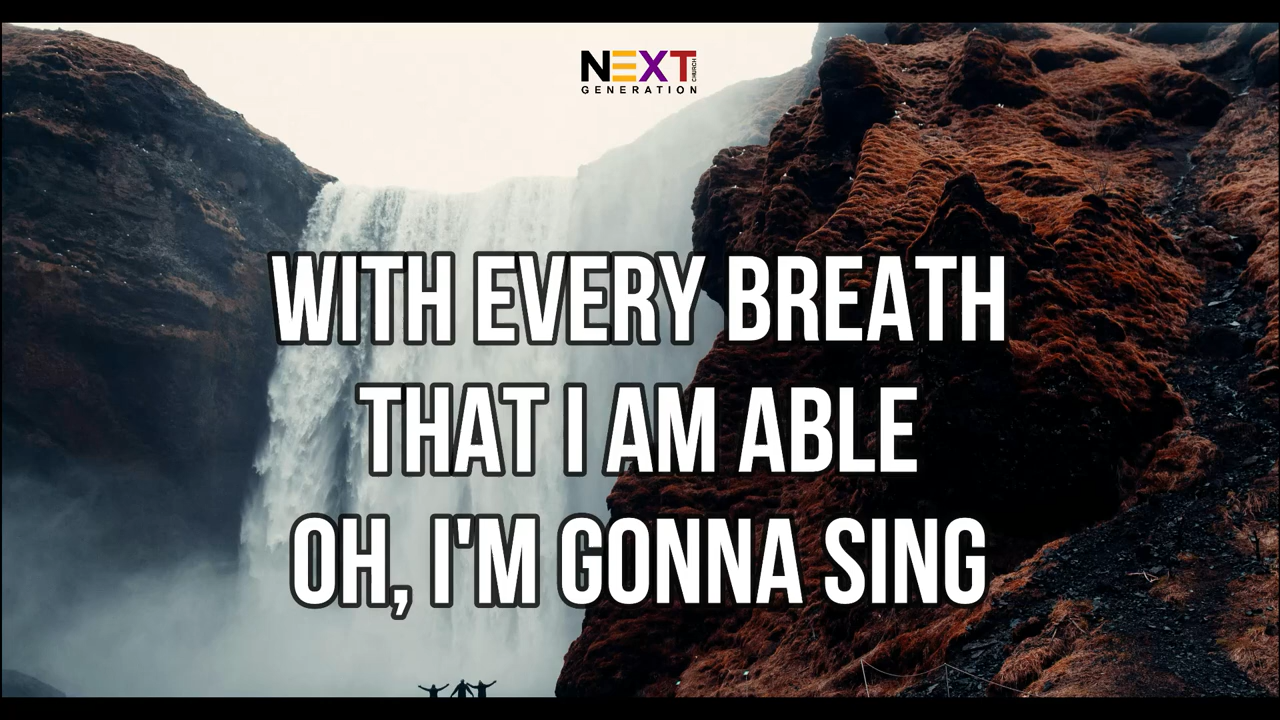 NEXT
CHURCH
GENERATION
WITH EVERY BREATH
THAT I AM ABLE
OH, I'M GONNA SING